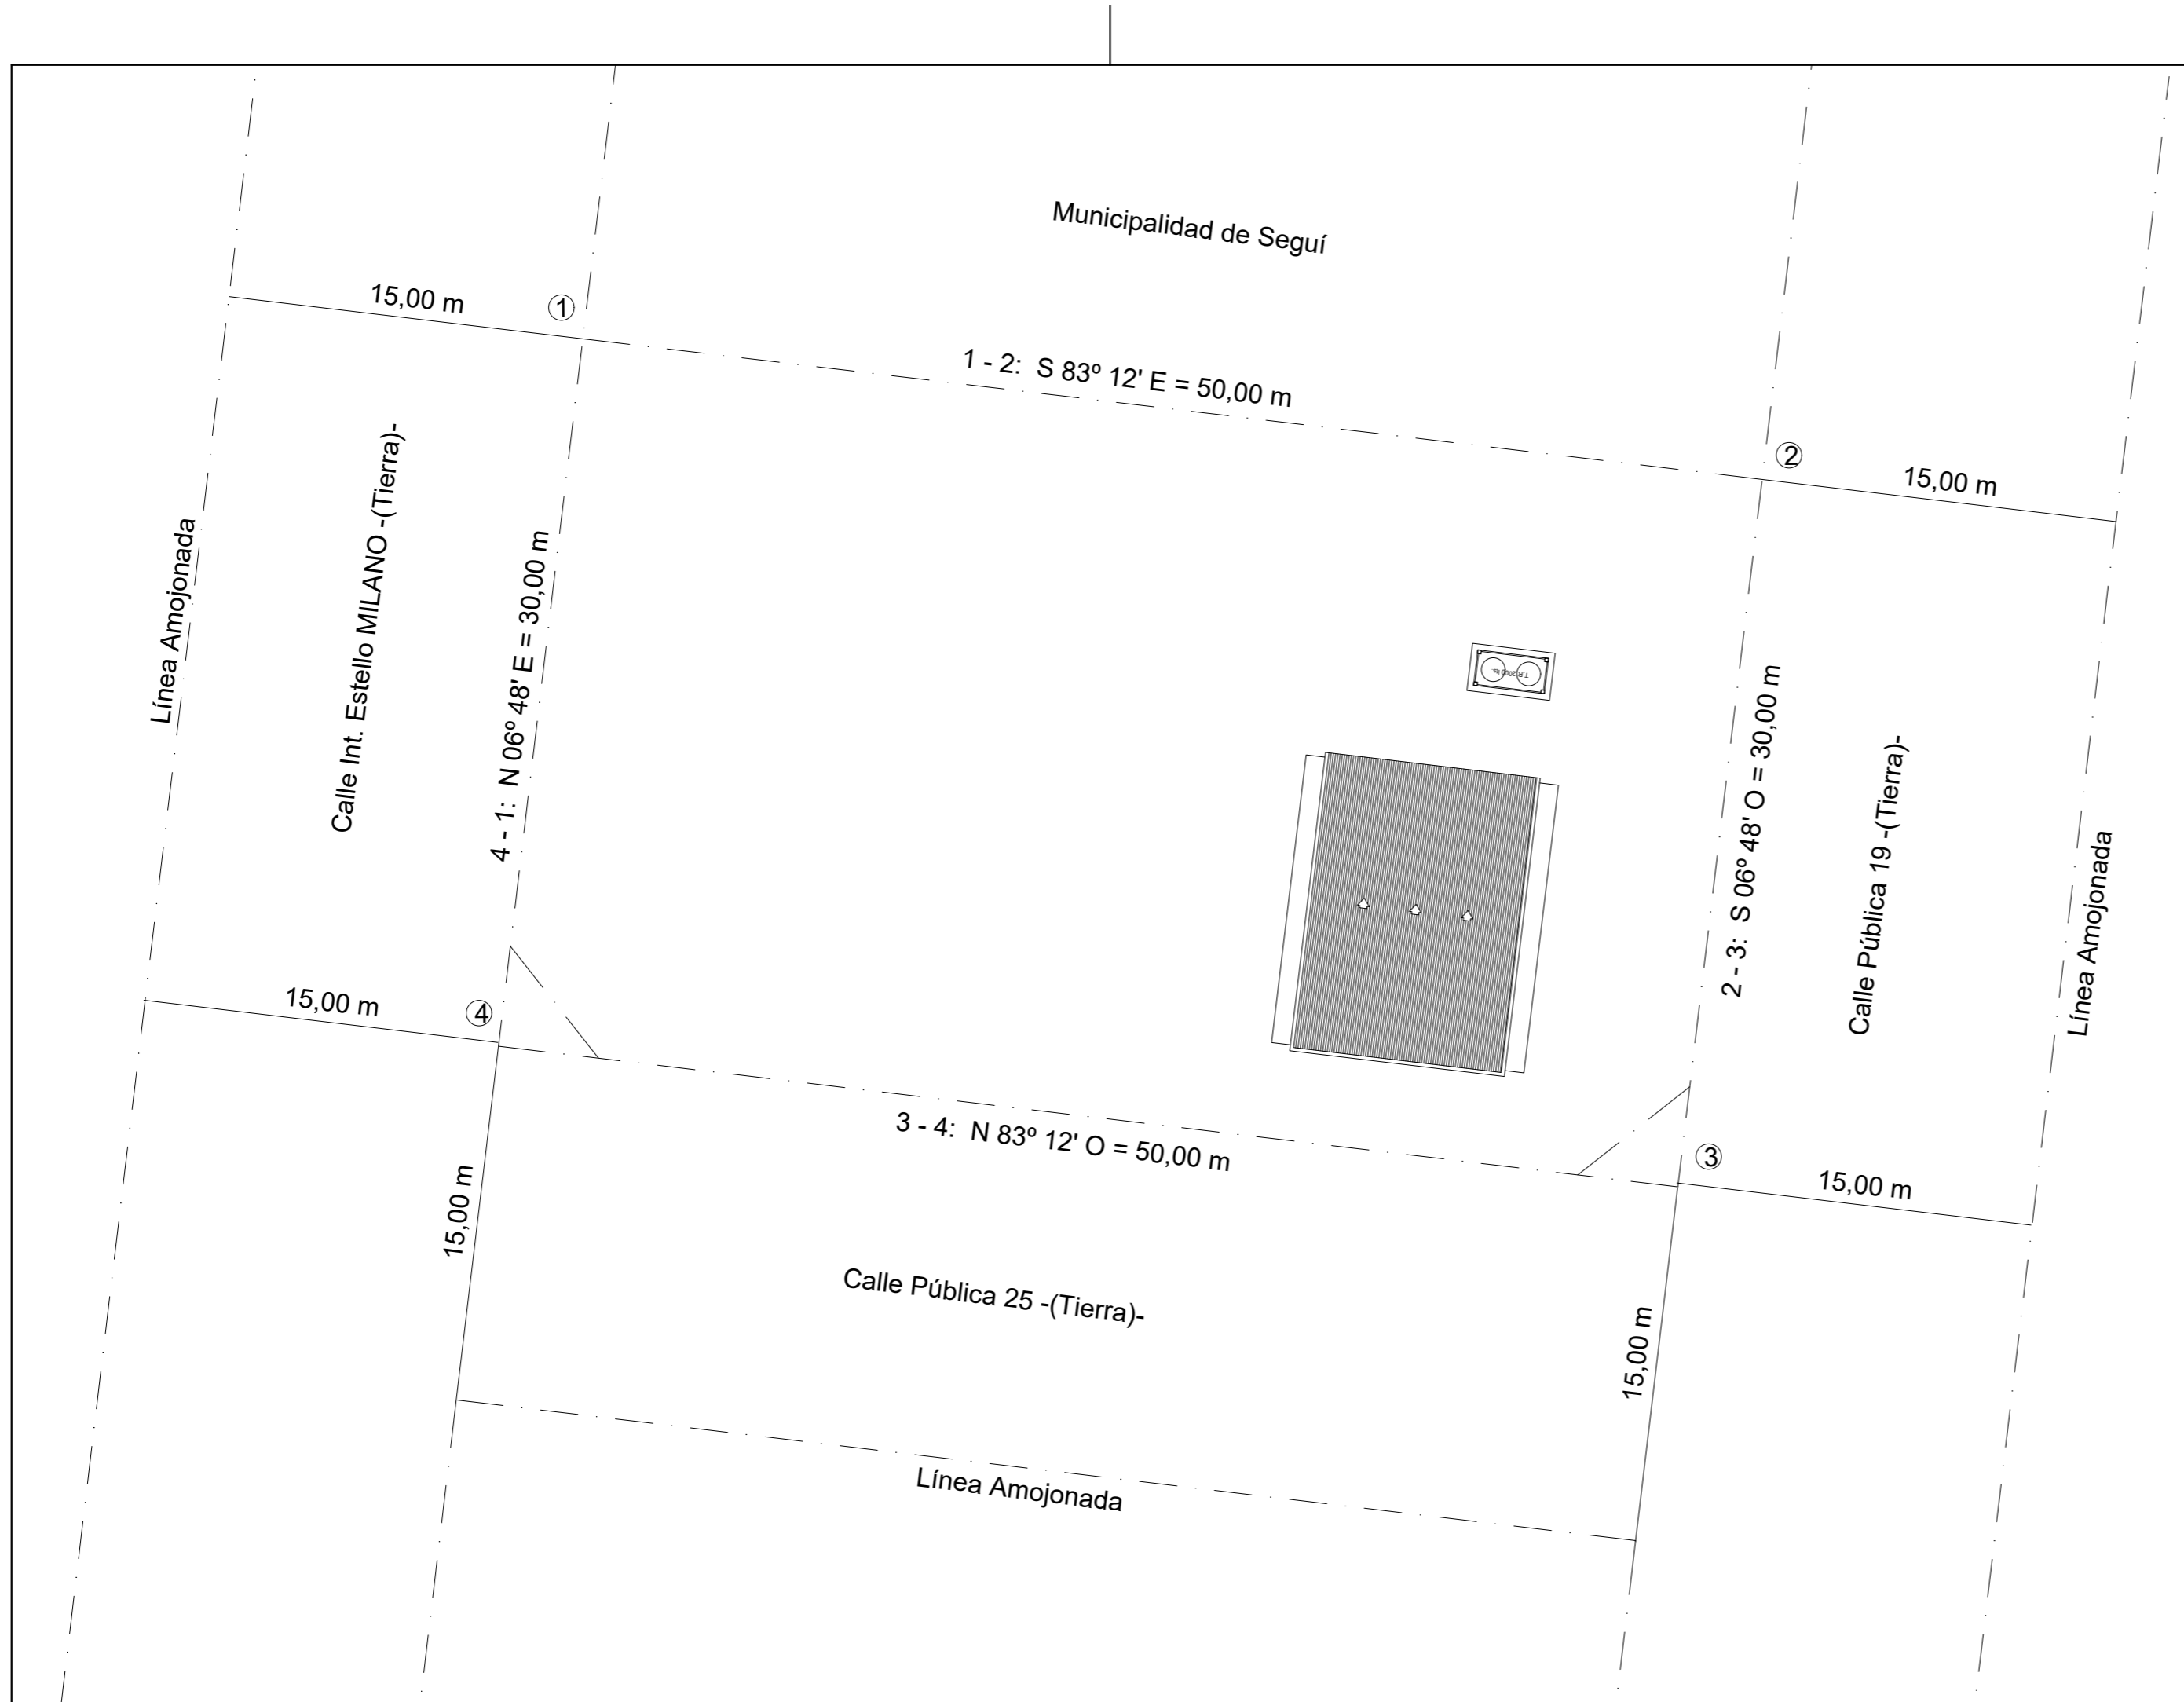 Municipalidad de Seguí
15,00 m
1
1 - 2: S 83º 12' E = 50,00 m
2
15,00 m
Línea Amojonada
Calle Int. Estello MILANO -(Tierra)-
4 - 1: N 06º 48' E = 30,00 m
T.R.2000 lts.
2 - 3: S 06º 48' O = 30,00 m
Calle Pública 19 -(Tierra)-
Línea Amojonada
15,00 m
4
3 - 4: N 83º 12' O = 50,00 m
3
15,00 m
15,00 m
Calle Pública 25 -(Tierra)-
15,00 m
Línea Amojonada